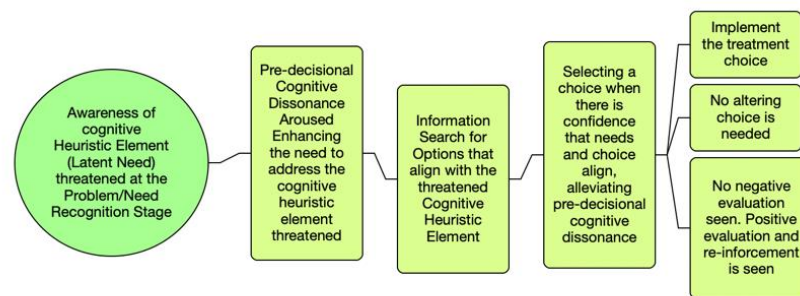 Awareness of
cognitive
Heuristic Element
(Latent Need)
threatened at the
Problem/Need
Recognition Stage
Pre-decisional
Cognitive
Dissonance
Aroused
Enhancing
the need to
address the
cognitive
heuristic
element
threatened
Information
Search for
Options that
align with the
threatened
Cognitive
Heuristic
Element
Selecting a
choice when
there is
confidence
that needs
and choice
align,
alleviating
pre-decisional
cognitive
dissonance
Implement
the treatment
choice
No altering
choice is
needed
No negative
evaluation
seen. Positive
evaluation and
re-inforcement
is seen